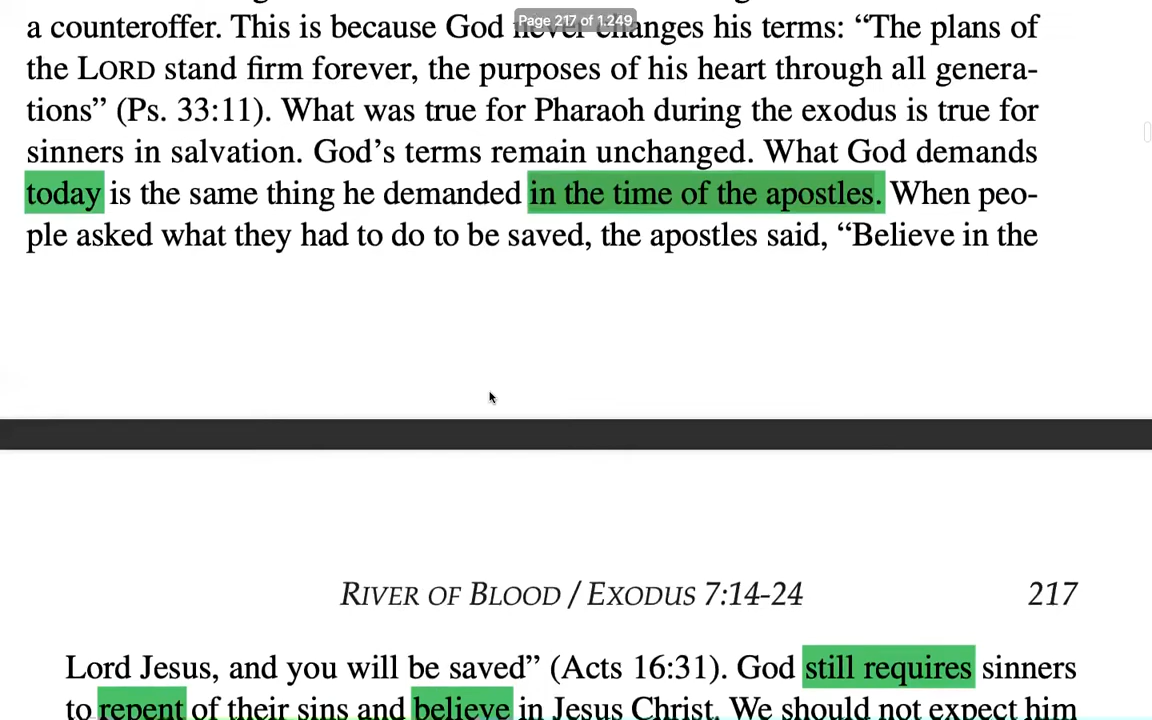 a counteroffer. This is because God never changes his terms: “The plans of
Page 217 of 1.249
the LORD stand firm forever, the purposes of his heart through all genera-
tions” (Ps. 33:11). What was true for Pharaoh during the exodus is true for
sinners in salvation. God’s terms remain unchanged. What God demands
today is the same thing he demanded in the time of the apostles. When peo-
ple asked what they had to do to be saved, the apostles said, “Believe in the
RIVER OF BLOOD / EXODUS 7:14-24 217
Lord Jesus, and you will be saved” (Acts 16:31). God still requires sinners
to repent of their sins and believe in Jesus Christ. We should not expect him